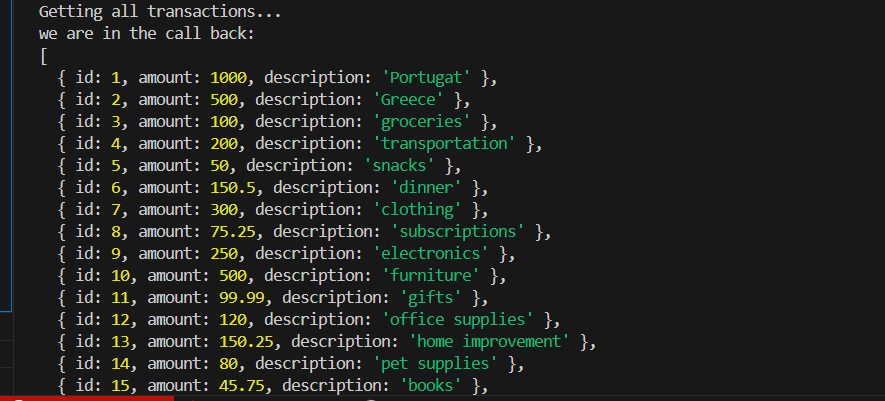 Getting all transactions...
we are in the call back:
[
{ id: 1, amount: 1000, description: 'Portugat' },
{ id: 2, amount: 500, description: 'Greece' },
{ id: 3, amount: 100, description: 'groceries' },
{ id: 4, amount: 200, description: 'transportation' },
{ id: 5, amount: 50, description: 'snacks' },
{ id: 6, amount: 150.5, description: 'dinner' },
{ id: 7, amount: 300, description: 'clothing' },
{ id: 8, amount: 75.25, description: 'subscriptions' },
{ id: 9, amount: 250, description: 'electronics' },
{ id: 10, amount: 500, description: 'furniture' },
{ id: 11, amount: 99.99, description: 'gifts' },
{ id: 12, amount: 120, description: 'office supplies' },
{ id: 13, amount: 150.25, description: 'home improvement' },
{ id: 14, amount: 80, description: 'pet supplies' },
{ id: 15, amount: 45.75, description: 'books' },